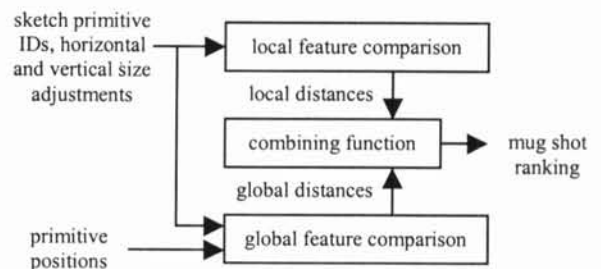 sketch primitive
IDs, horizontal
and vertical size
adjustments
local feature comparison
local distances
combining function
mug shot
ranking
global distances
primitive
positions
global feature comparison